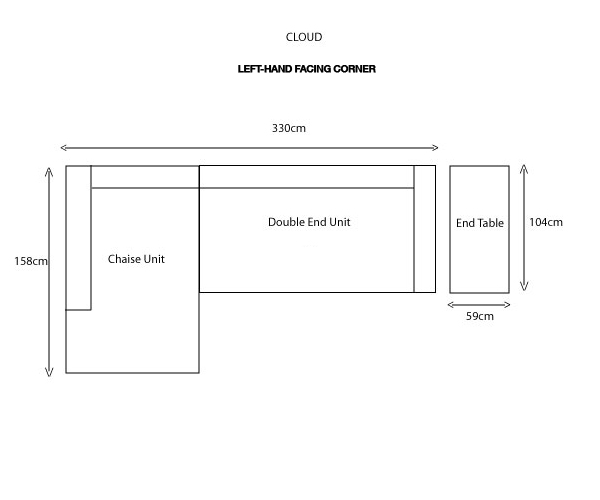 CLOUD
LEFT-HAND FACING CORNER
330cm
Double End Unit
End Table
104cm
Chaise Unit
158cm
59cm